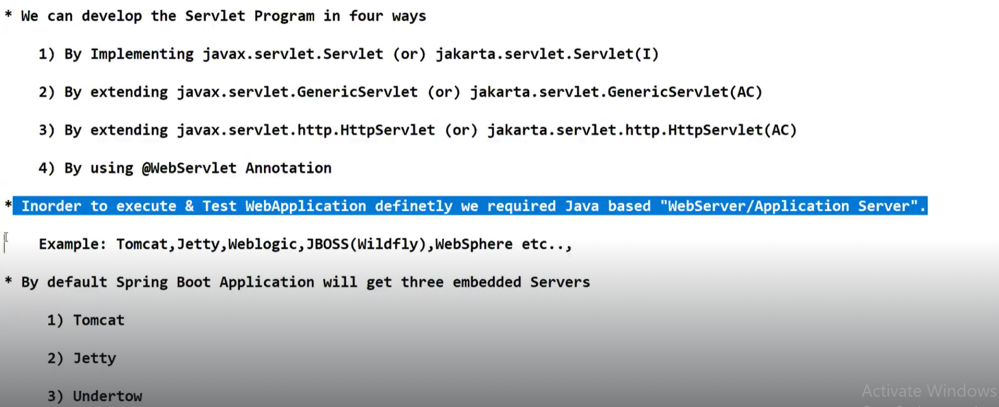 * We can develop the Servlet Program in four ways
1) By Implementing javax.servlet.Servlet (or) jakarta.servlet.Servlet(I)
2) By extending javax.servlet.GenericServlet (or) jakarta.servlet.GenericServlet(AC)
3) By extending javax.servlet.http.HttpServlet (or) jakarta.servlet.http.HttpServlet(AC)
4) By using @WebServlet Annotation
* Inorder to execute & Test WebApplication definetly we required Java based "WebServer/Application Server".
Example: Tomcat,Jetty,Weblogic,JBOSS(Wildfly),WebSphere etc..,
* By default Spring Boot Application will get three embedded Servers
1) Tomcat
2) Jetty
3) Undertow
Activate Windows